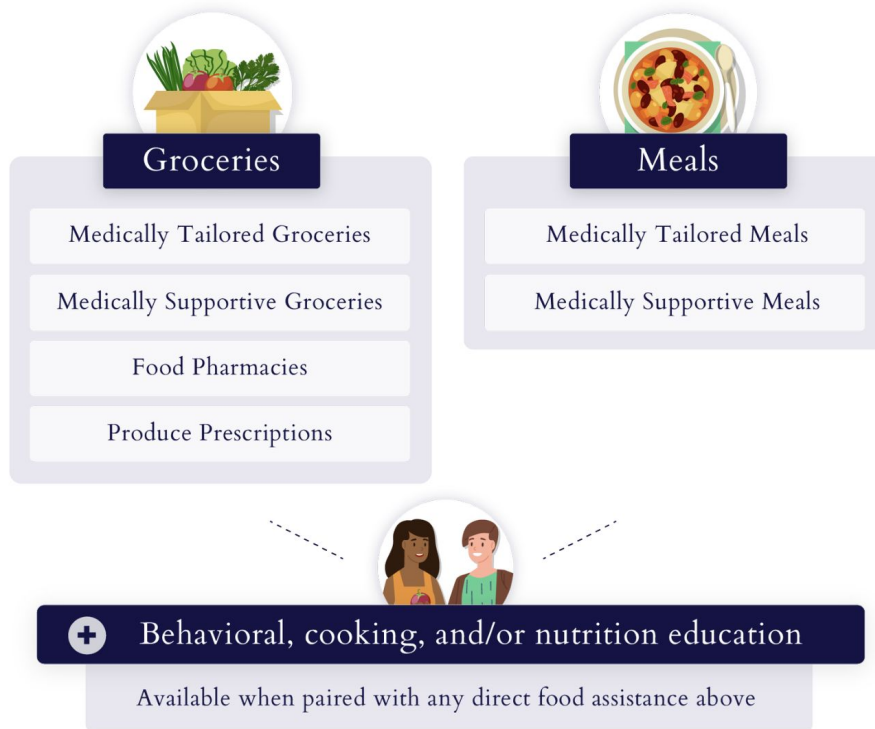 Groceries
Medically Tailored Groceries
Medically Supportive Groceries
Food Pharmacies
Produce Prescriptions
Meals
Medically Tailored Meals
Medically Supportive Meals
Behavioral, cooking, and/or nutrition education
Available when paired with any direct food assistance above